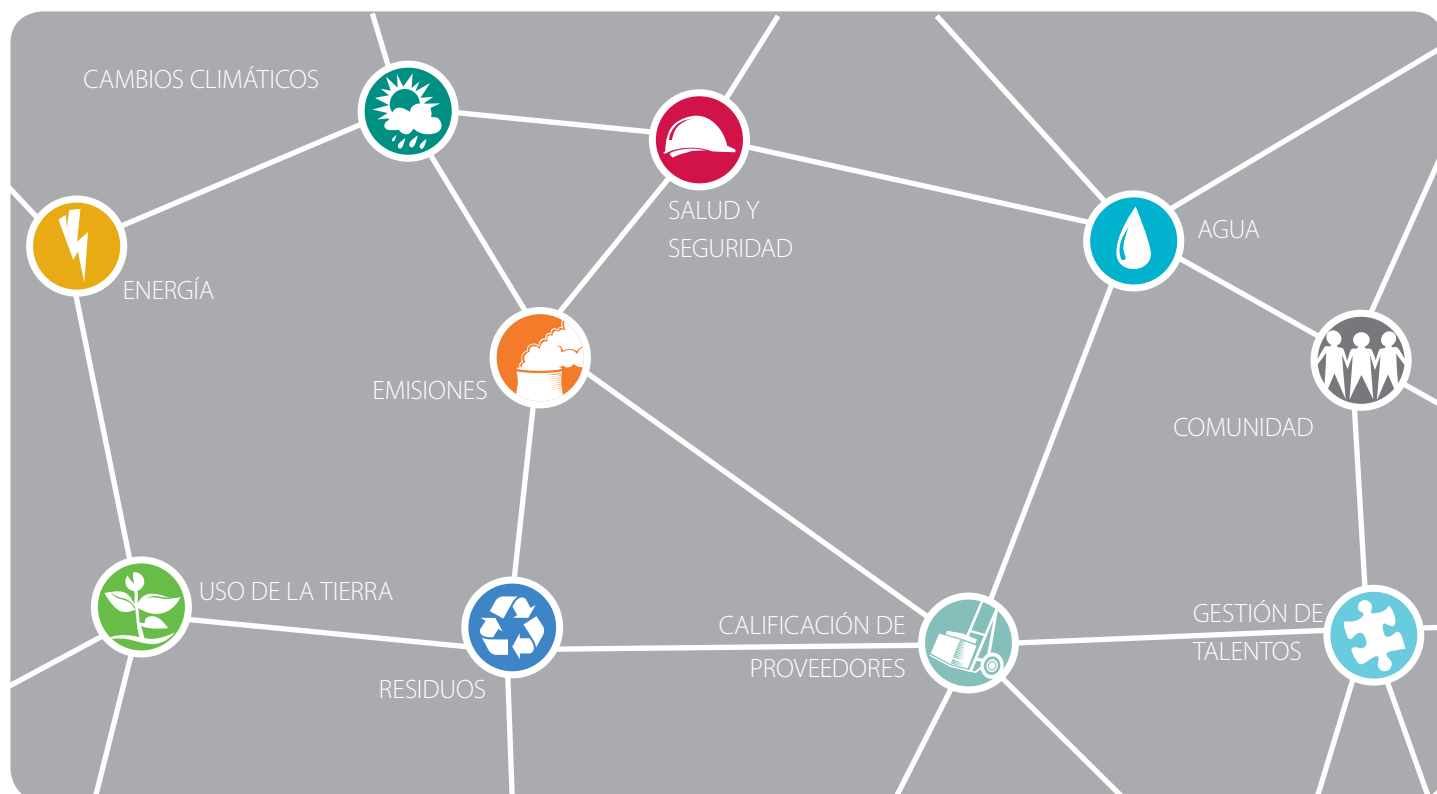 CAMBIOS CLIMÁTICOS
SALUD Y
SEGURIDAD
AGUA
ENERGÍA
EMISIONES
COMUNIDAD
USO DE LA TIERRA
CALIFICACIÓN DE
PROVEEDORES
GESTIÓN DE
TALENTOS
RESIDUOS